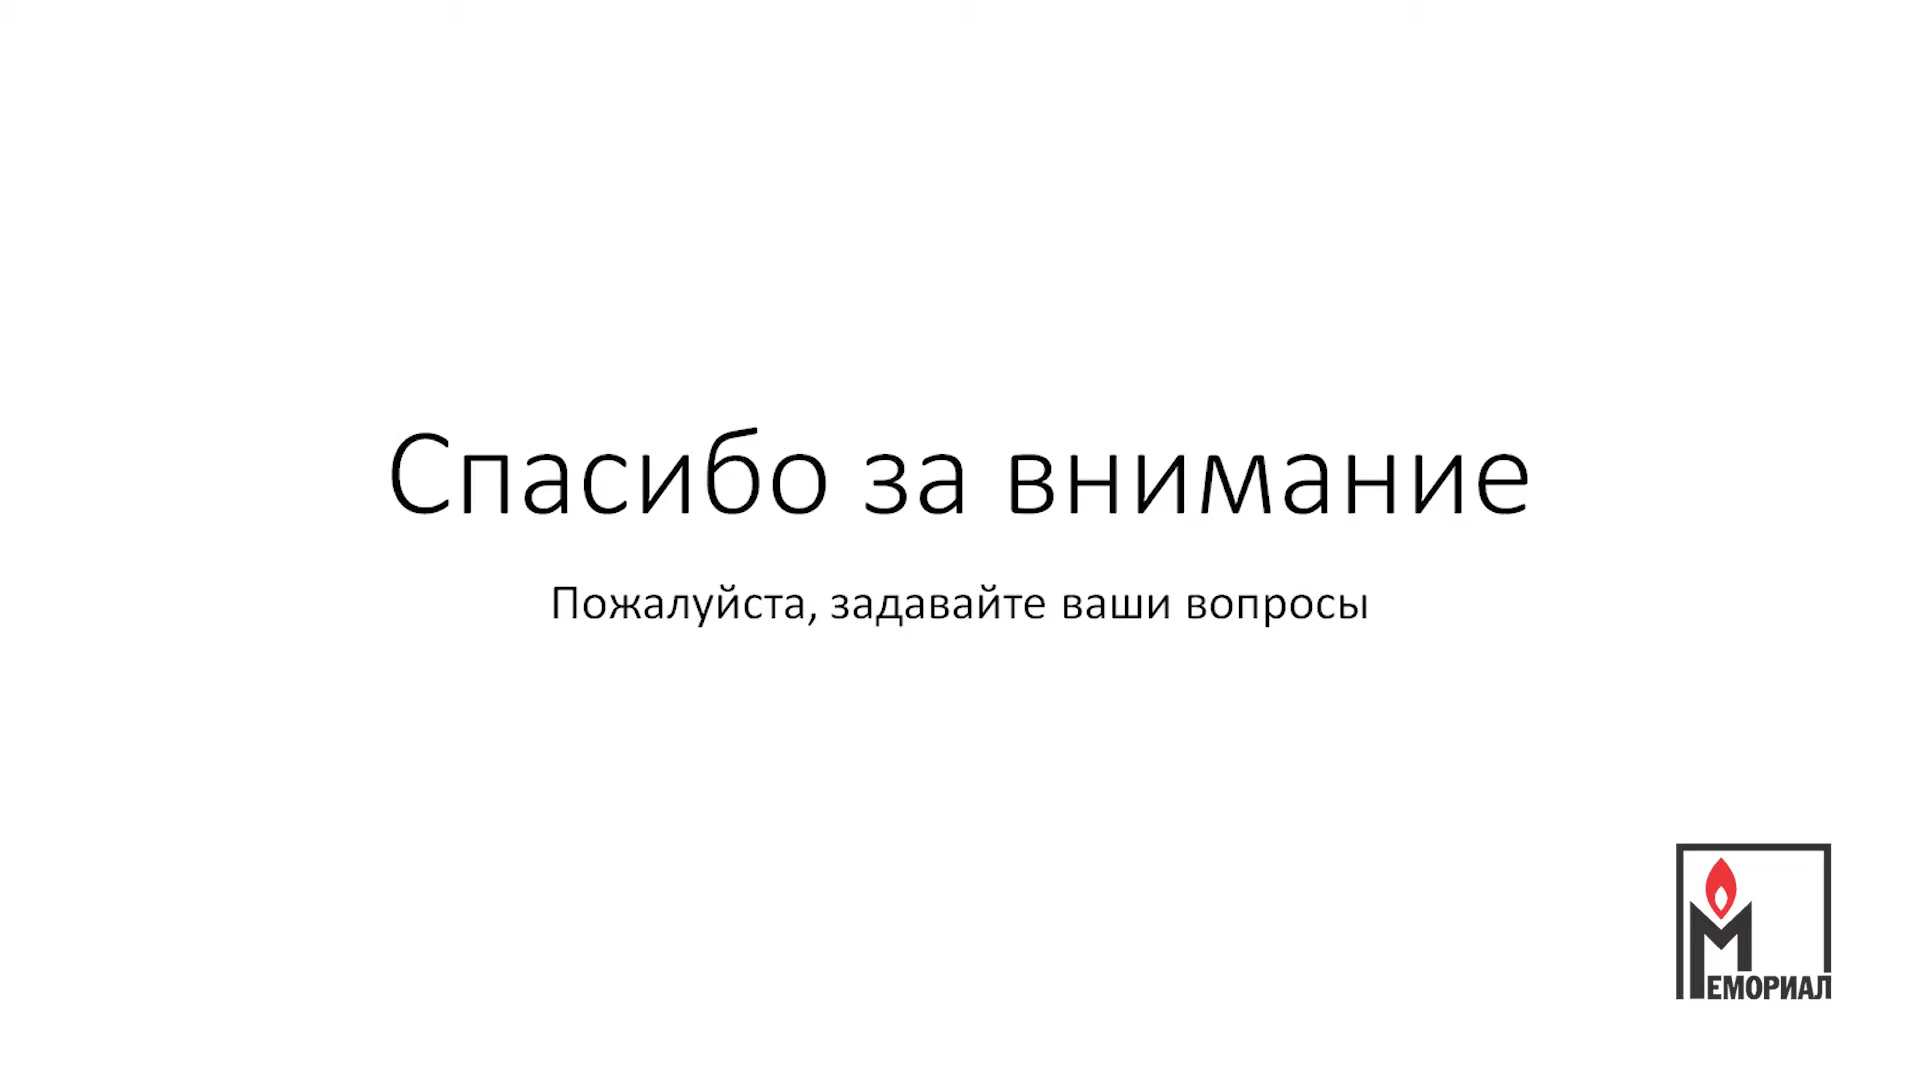 Спасибо за внимание
Пожалуйста, задавайте ваши вопросы
МЕМОРИАЛ